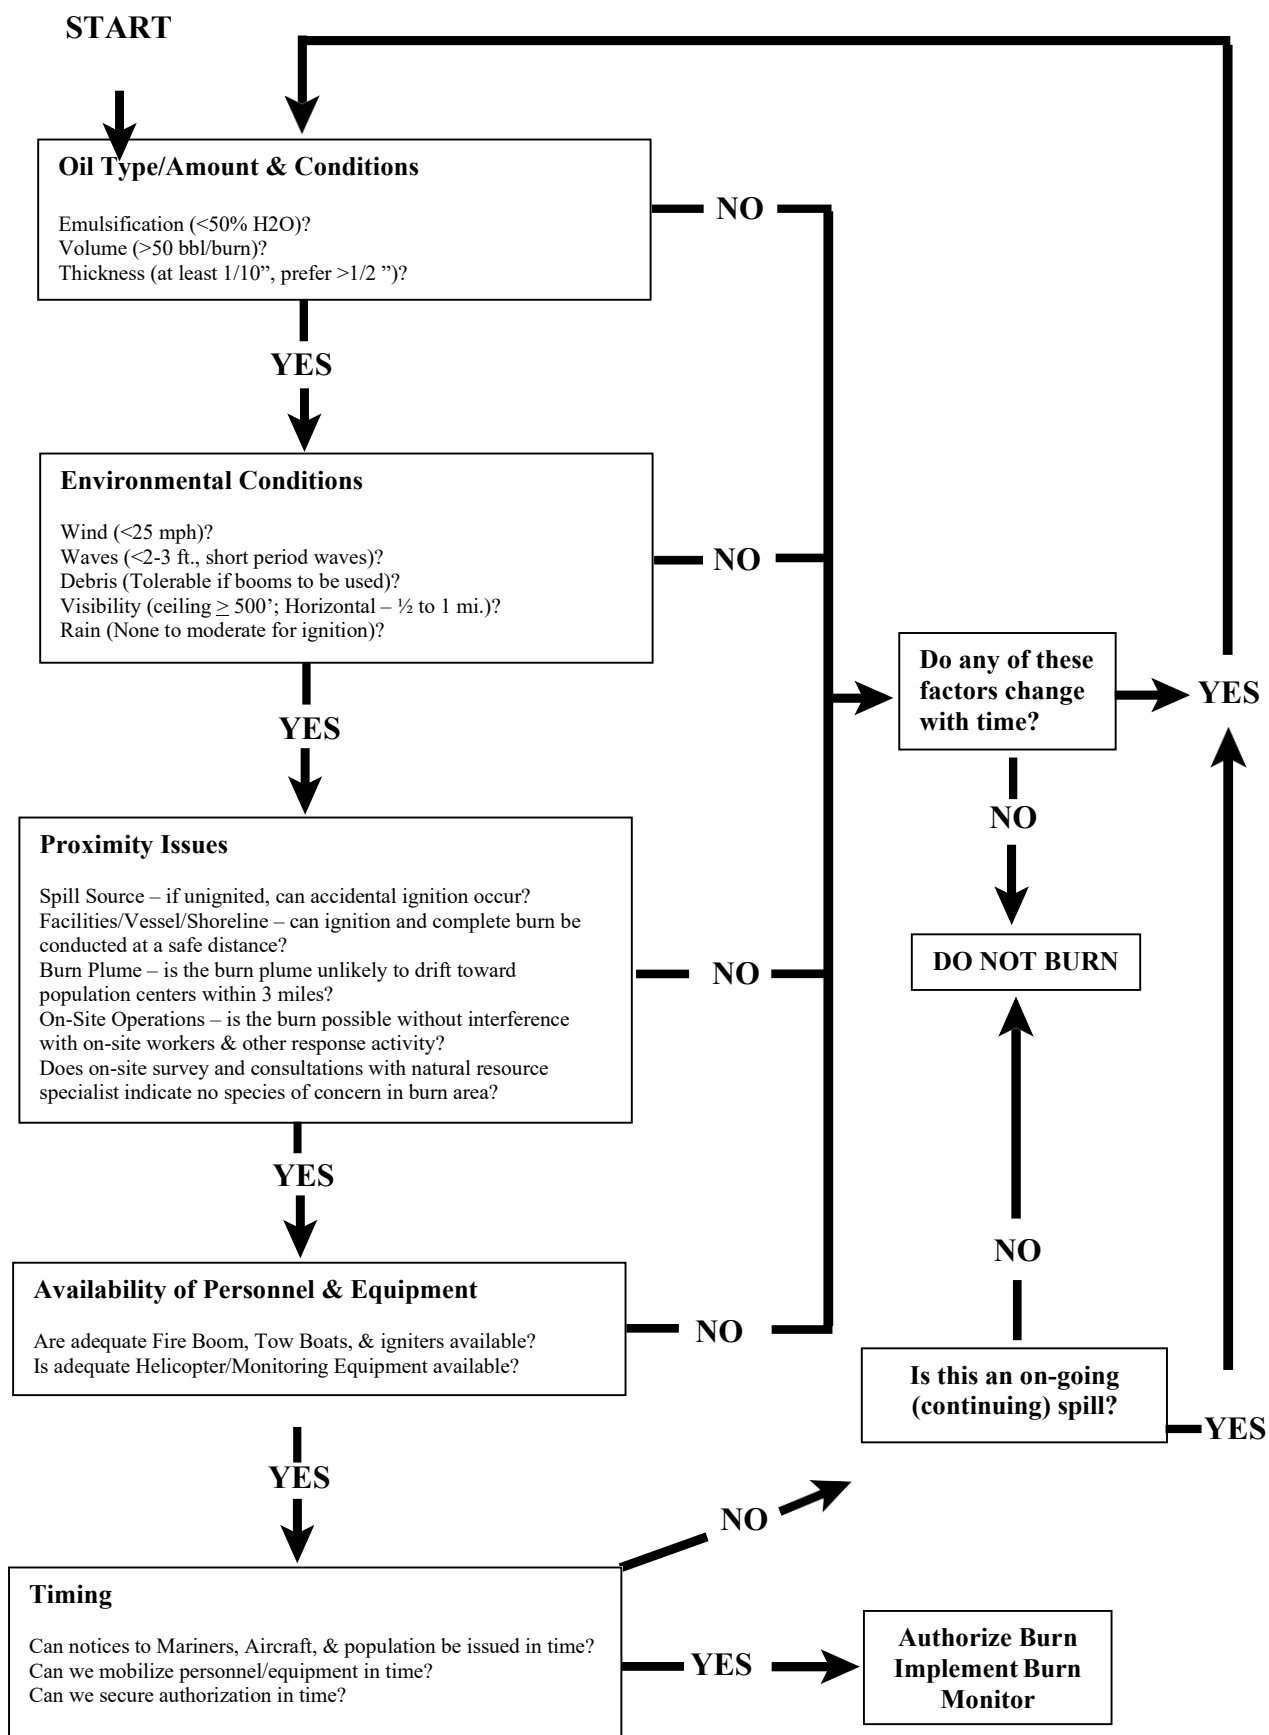 START
Oil Type/Amount & Conditions
Emulsification (<50% H2O)?
Volume (>50 bbl/burn)?
Thickness (at least 1/10”, prefer >1/2 ”)?
NO
YES
Environmental Conditions
Wind (<25 mph)?
Waves (<2-3 ft., short period waves)?
Debris (Tolerable if booms to be used)?
Visibility (ceiling ≥ 500’; Horizontal – ½ to 1 mi.)?
Rain (None to moderate for ignition)?
NO
YES
Do any of these
factors change
with time?
YES
NO
DO NOT BURN
Proximity Issues
Spill Source – if unignited, can accidental ignition occur?
Facilities/Vessel/Shoreline – can ignition and complete burn be
conducted at a safe distance?
Burn Plume – is the burn plume unlikely to drift toward
population centers within 3 miles?
On-Site Operations – is the burn possible without interference
with on-site workers & other response activity?
Does on-site survey and consultations with natural resource
specialist indicate no species of concern in burn area?
NO
YES
NO
Availability of Personnel & Equipment
Are adequate Fire Boom, Tow Boats, & igniters available?
Is adequate Helicopter/Monitoring Equipment available?
NO
Is this an on-going
(continuing) spill?
YES
YES
NO
Timing
Can notices to Mariners, Aircraft, & population be issued in time?
Can we mobilize personnel/equipment in time?
Can we secure authorization in time?
YES
Authorize Burn
Implement Burn
Monitor